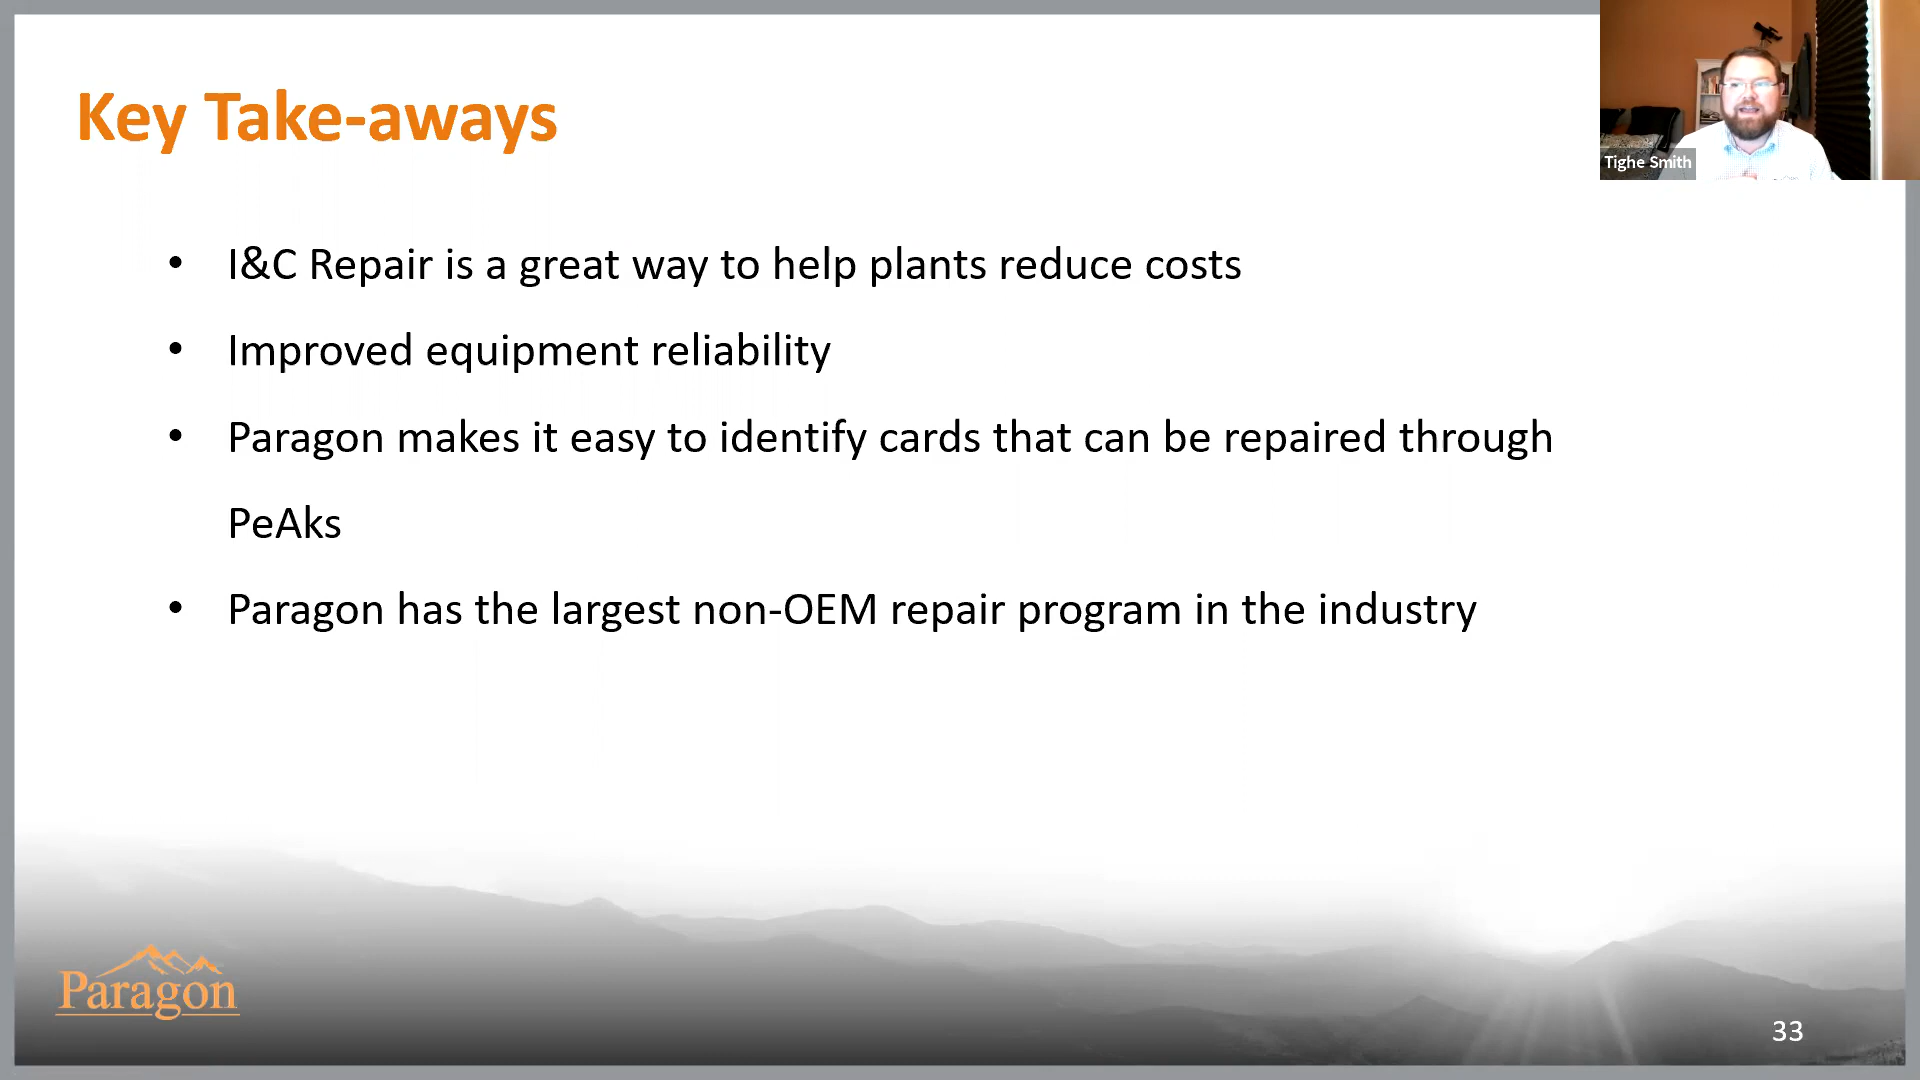 Key Take-aways
Tighe Smith
• I&C Repair is a great way to help plants reduce costs
• Improved equipment reliability
• Paragon makes it easy to identify cards that can be repaired through
PeAks
• Paragon has the largest non-OEM repair program in the industry
Paragon
33